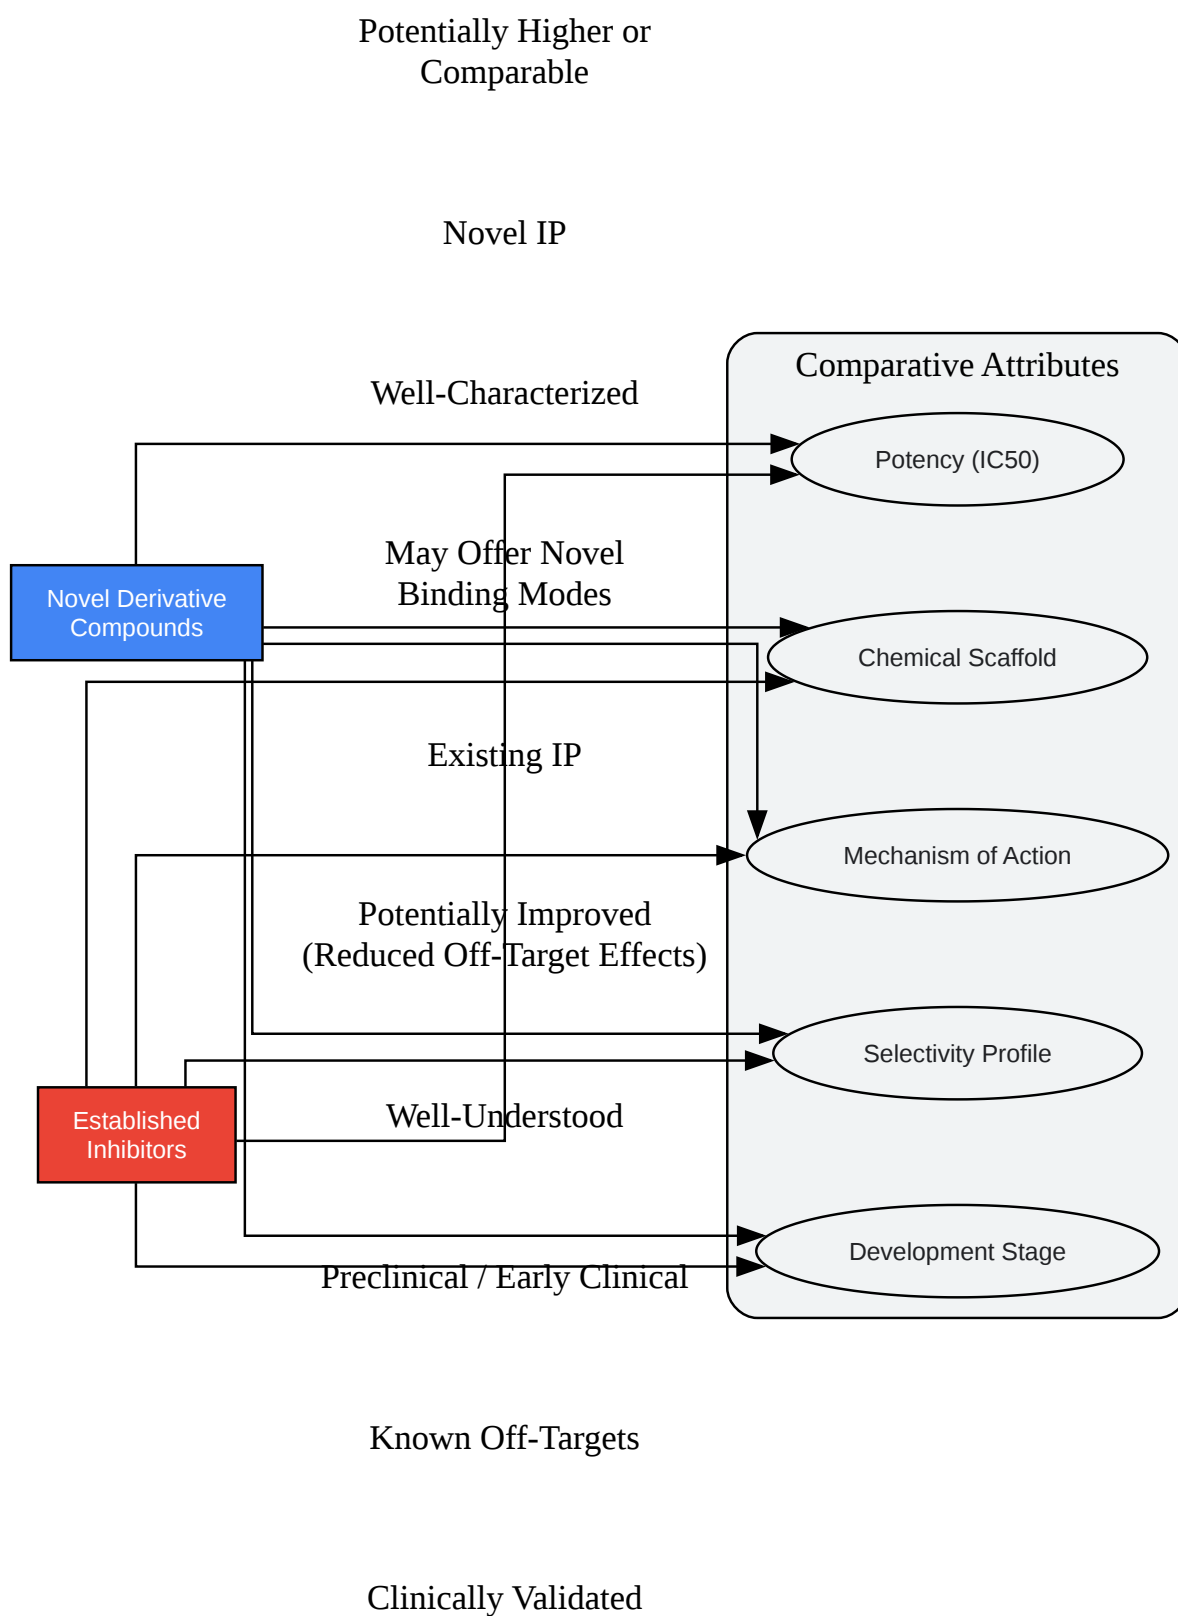 Potentially Higher or
Comparable
Novel IP
Comparative Attributes
Well-Characterized
Potency (IC50)
May Offer Novel
Binding Modes
Novel Derivative
Compounds
Chemical Scaffold
Existing IP
Mechanism of Action
Potentially Improved
(Reduced Off-Target Effects)
Selectivity Profile
Established
Inhibitors
Well-Understood
Development Stage
Preclinical / Early Clinical
Known Off-Targets
Clinically Validated